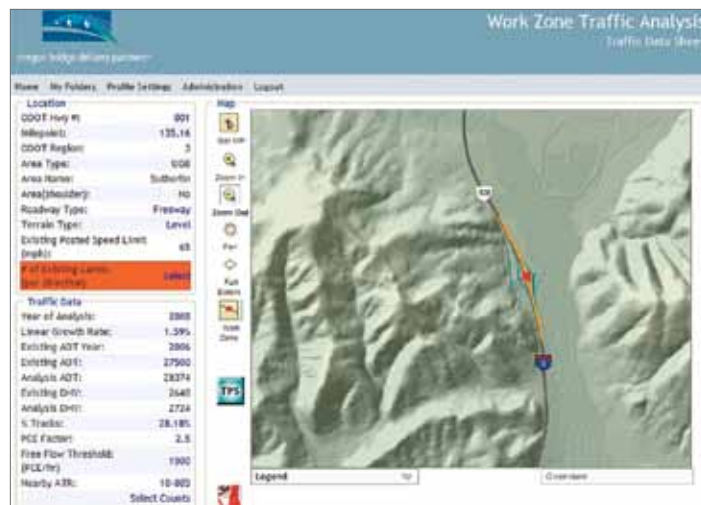 Work Zone Traffic Analysis
Traffic Data Sheet
oregon bridge delivery partners
Home My Folders Profile Settings Administration Logout
Location
ODOT Hwy #: 001
Milepoint: 135.16
ODOT Region: 3
Area Type:
Area Name: Sutherlin
Area(shoulder): No
Roadway Type: Freeway
Terrain Type: Level
Existing Posted Speed Limit (mph): 65
# of Existing Lanes: (per direction) Select
Traffic Data
Year of Analysis:
Linear Growth Rate: 1.59%
Existing ADT Year: 2006
Existing ADT: 27500
Analysis ADT: 28374
Existing DHV: 2640
Analysis DHV: 2724
% Trucks: 28.18%
PCE Factor: 2.5
Free Flow Threshold: (PCE/hr)
Nearby ATR:
Select Counts
Map
Zoom In
Zoom Out
Pan
Full Extent
Work Zone
TPS
Legend
Overview